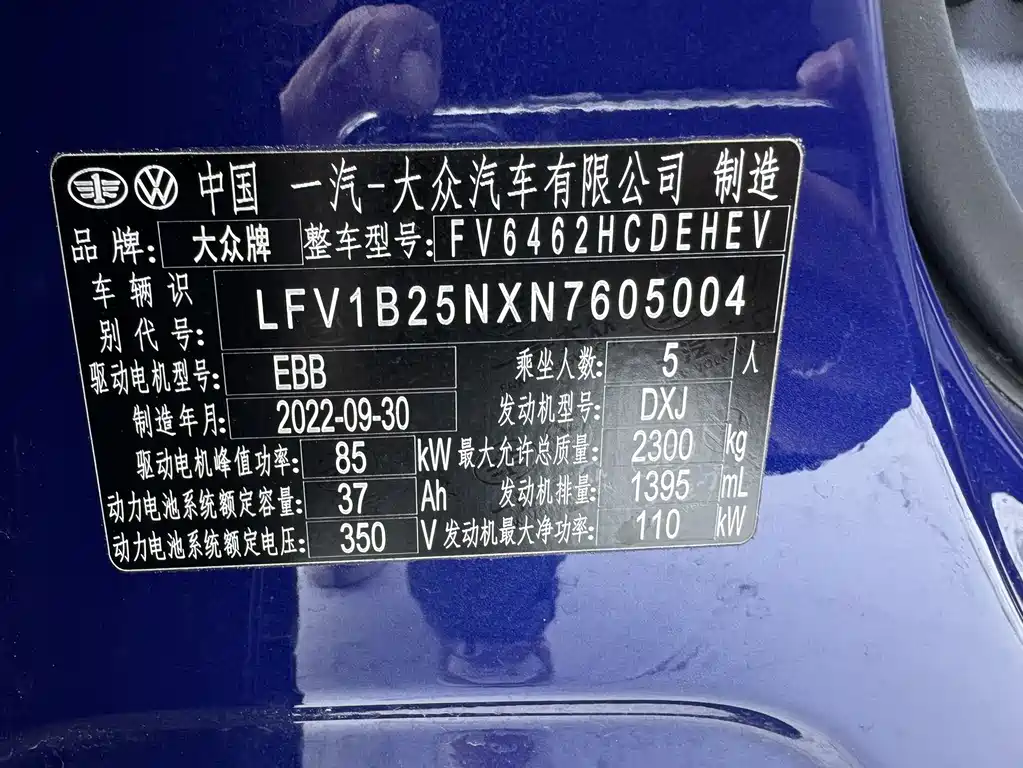 中国 一汽-大众汽车有限公司 制造
品牌: 大众牌 整车型号: FV6462HCDEHEV
车辆识别代号: LFV1B25NXN7605004
驱动电机型号: EBB 乘坐人数: 5 人
制造年月: 2022-09-30 发动机型号: DXJ
驱动电机峰值功率: 85 kW 最大允许总质量: 2300 kg
动力电池系统额定容量: 37 Ah 发动机排量: 1395 mL
动力电池系统额定电压: 350 V 发动机最大净功率: 110 kW